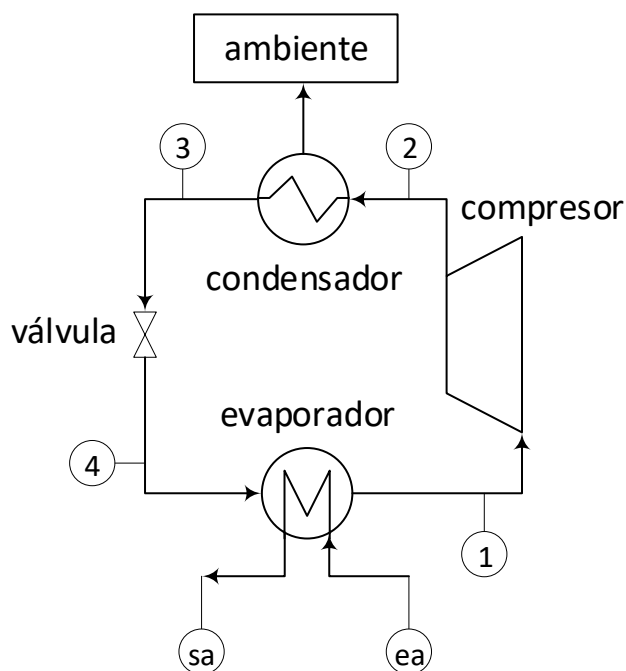 ambiente
3
2
compresor
condensador
válvula
evaporador
4
1
sa
ea